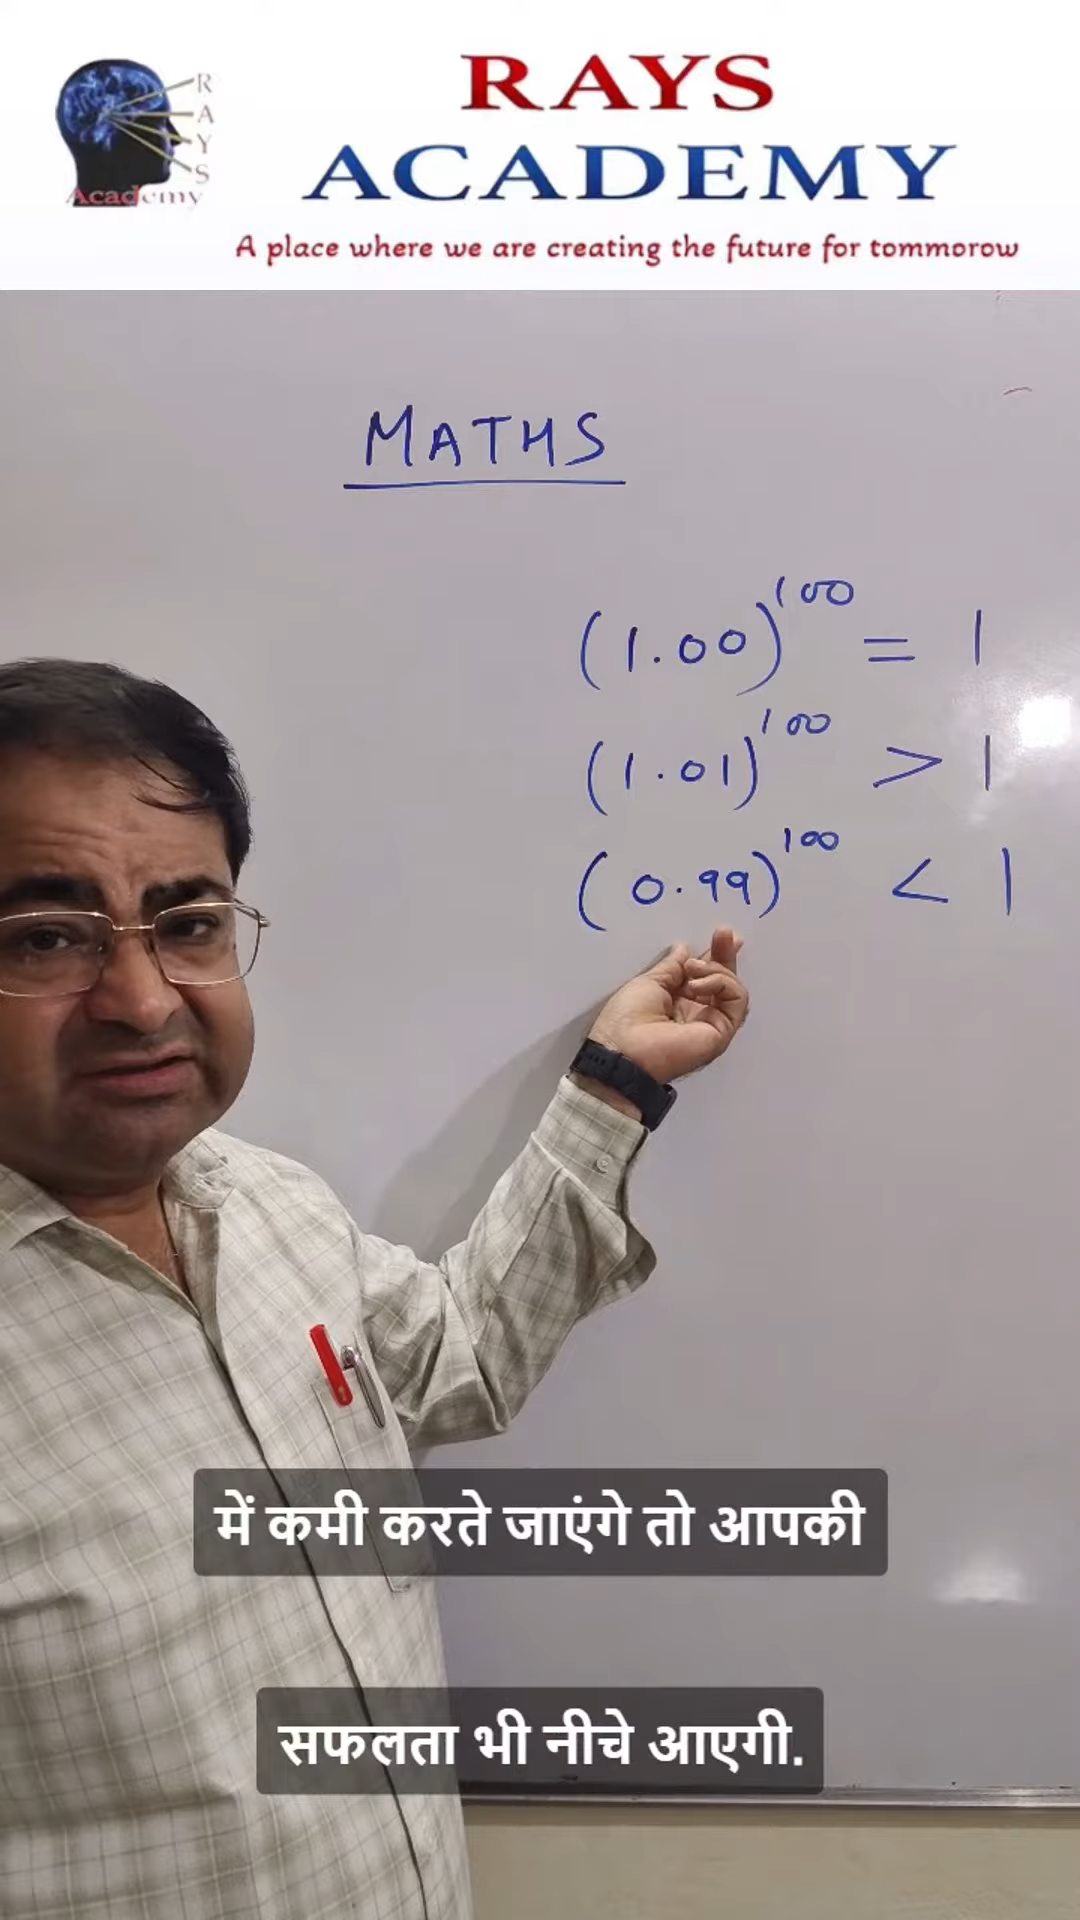 R
A
Y
S
Academy
RAYS
ACADEMY
A place where we are creating the future for tommorow
MATHS
(1.00)^100 = 1
(1.01)^100 > 1
(0.99)^100 < 1
में कमी करते जाएंगे तो आपकी
सफलता भी नीचे आएगी.